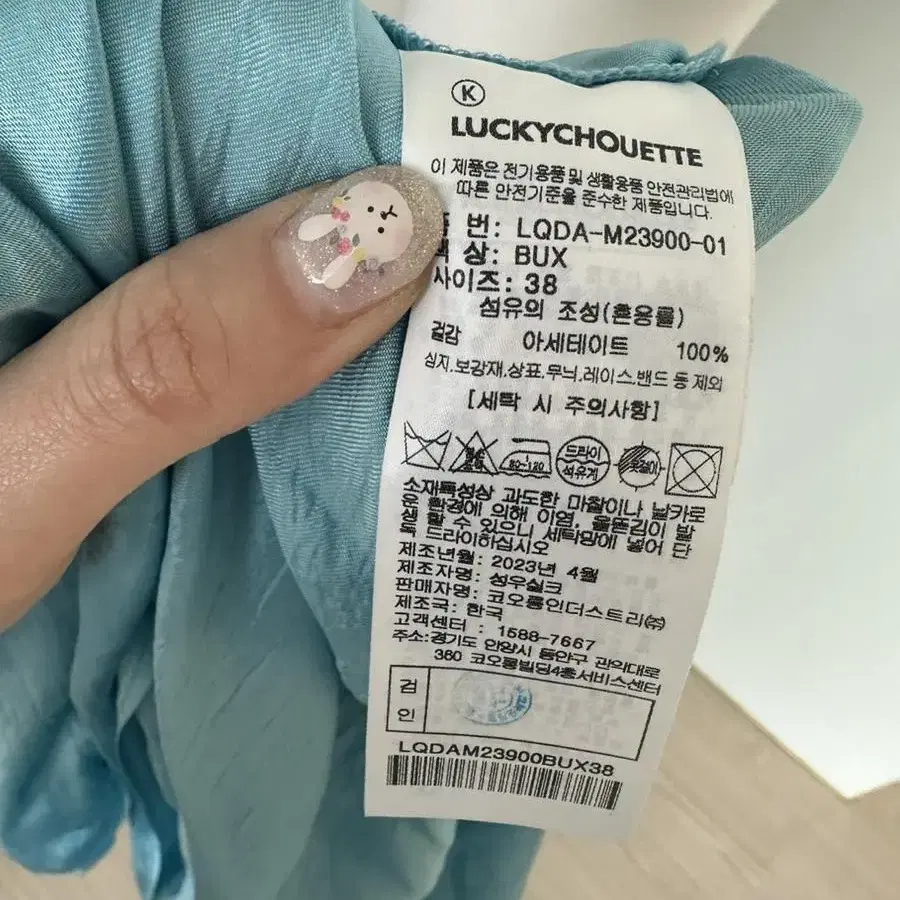 K
LUCKYCHOUETTE
이 제품은 전기용품 및 생활용품 안전관리법에
따른 안전기준을 준수한 제품입니다.
번: LQDA-M23900-01
상: BUX
사이즈: 38
섬유의 조성(혼용률)
겉감 아세테이트 100%
심지,보강재,상표,무늬,레이스,밴드 등 제외
[세탁 시 주의사항]
80~120 드라이 석유계 옷걸이
소재특성상 과도한 마찰이나 날카로
운 환경에 의해 이염, 올뜯김이 발
생할 수 있으니 세탁망에 넣어 단
독 드라이하십시오
제조년월: 2023년 4월
제조자명: 성우실크
판매자명: 코오롱인더스트리㈜
제조국: 한국
고객센터 : 1588-7667
주소:경기도 안양시 동안구 관악대로
360 코오롱빌딩4층서비스센터
검
인
LQDAM23900BUX38